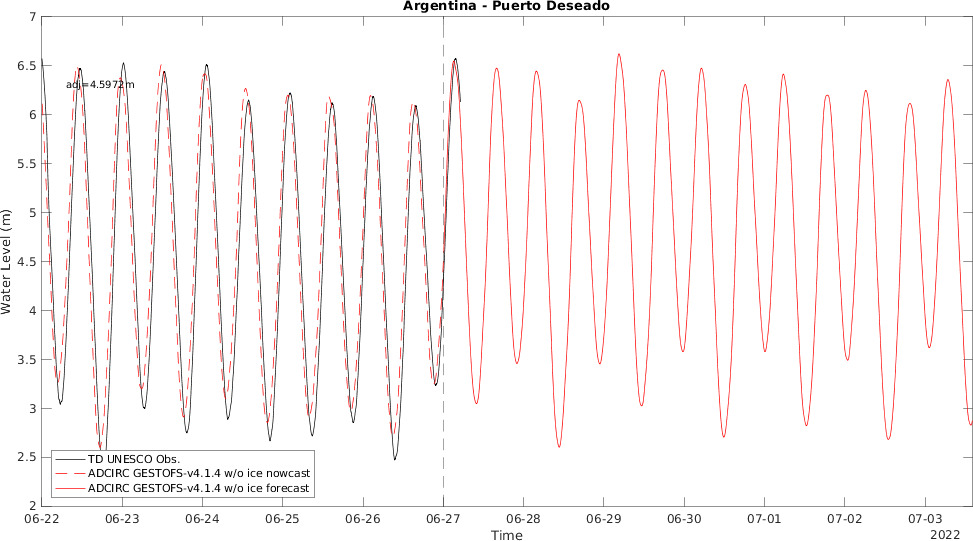 Argentina - Puerto Deseado
7
6.5
6
5.5
5
4.5
4
3.5
3
2.5
2
Water Level (m)
adj=4.5972m
TD UNESCO Obs.
ADCIRC GESTOFS-v4.1.4 w/o ice nowcast
ADCIRC GESTOFS-v4.1.4 w/o ice forecast
06-22 06-23 06-24 06-25 06-26 06-27 06-28 06-29 06-30 07-01 07-02 07-03
Time
2022